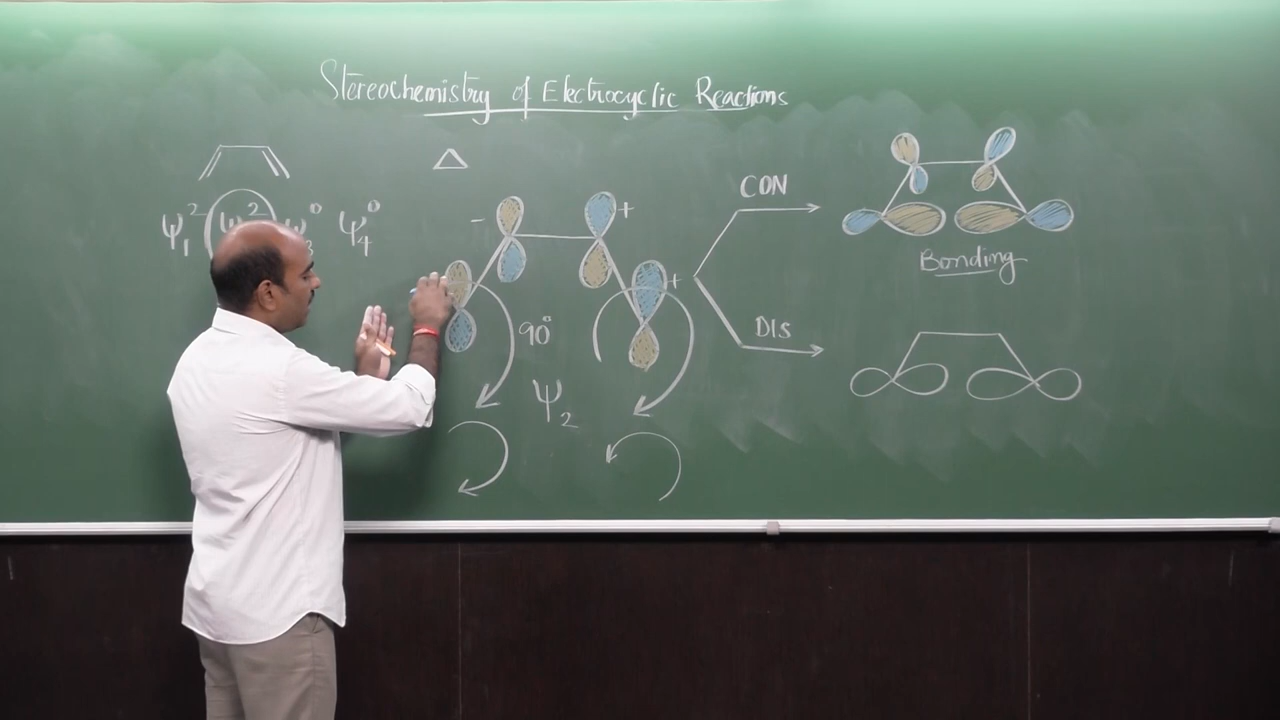 Stereochemistry of Electrocyclic Reactions
Δ
ψ₁² ψ₂² ψ₃⁰ ψ₄⁰
CON
- +
Bonding
+
90°
DIS
ψ₂